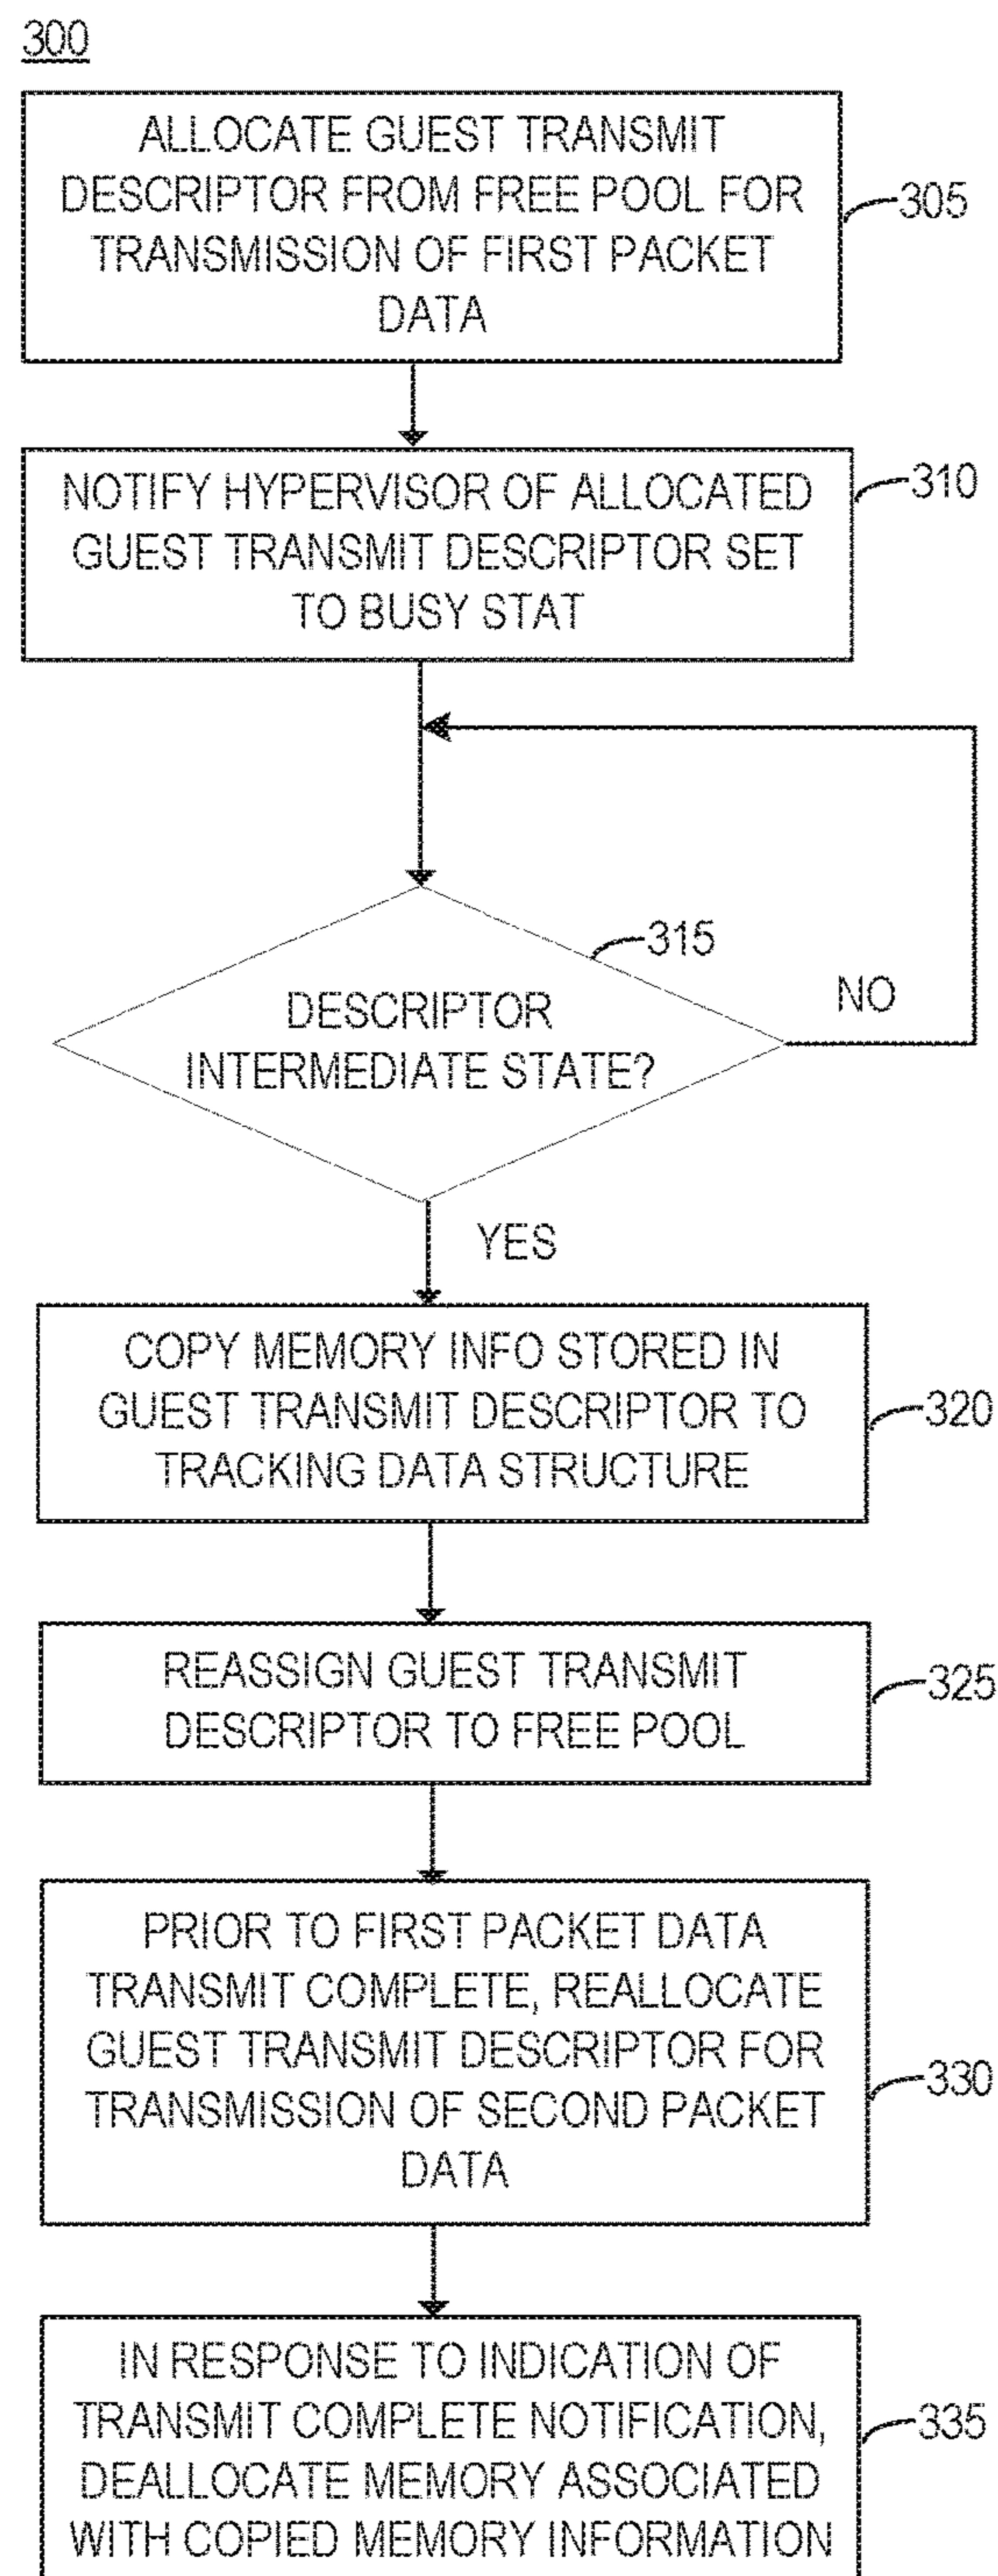 300
ALLOCATE GUEST TRANSMIT
DESCRIPTOR FROM FREE POOL FOR
TRANSMISSION OF FIRST PACKET
DATA
305
NOTIFY HYPERVISOR OF ALLOCATED
GUEST TRANSMIT DESCRIPTOR SET
TO BUSY STAT
310
315
DESCRIPTOR
INTERMEDIATE STATE?
NO
YES
COPY MEMORY INFO STORED IN
GUEST TRANSMIT DESCRIPTOR TO
TRACKING DATA STRUCTURE
320
REASSIGN GUEST TRANSMIT
DESCRIPTOR TO FREE POOL
325
PRIOR TO FIRST PACKET DATA
TRANSMIT COMPLETE, REALLOCATE
GUEST TRANSMIT DESCRIPTOR FOR
TRANSMISSION OF SECOND PACKET
DATA
330
IN RESPONSE TO INDICATION OF
TRANSMIT COMPLETE NOTIFICATION,
DEALLOCATE MEMORY ASSOCIATED
WITH COPIED MEMORY INFORMATION
335